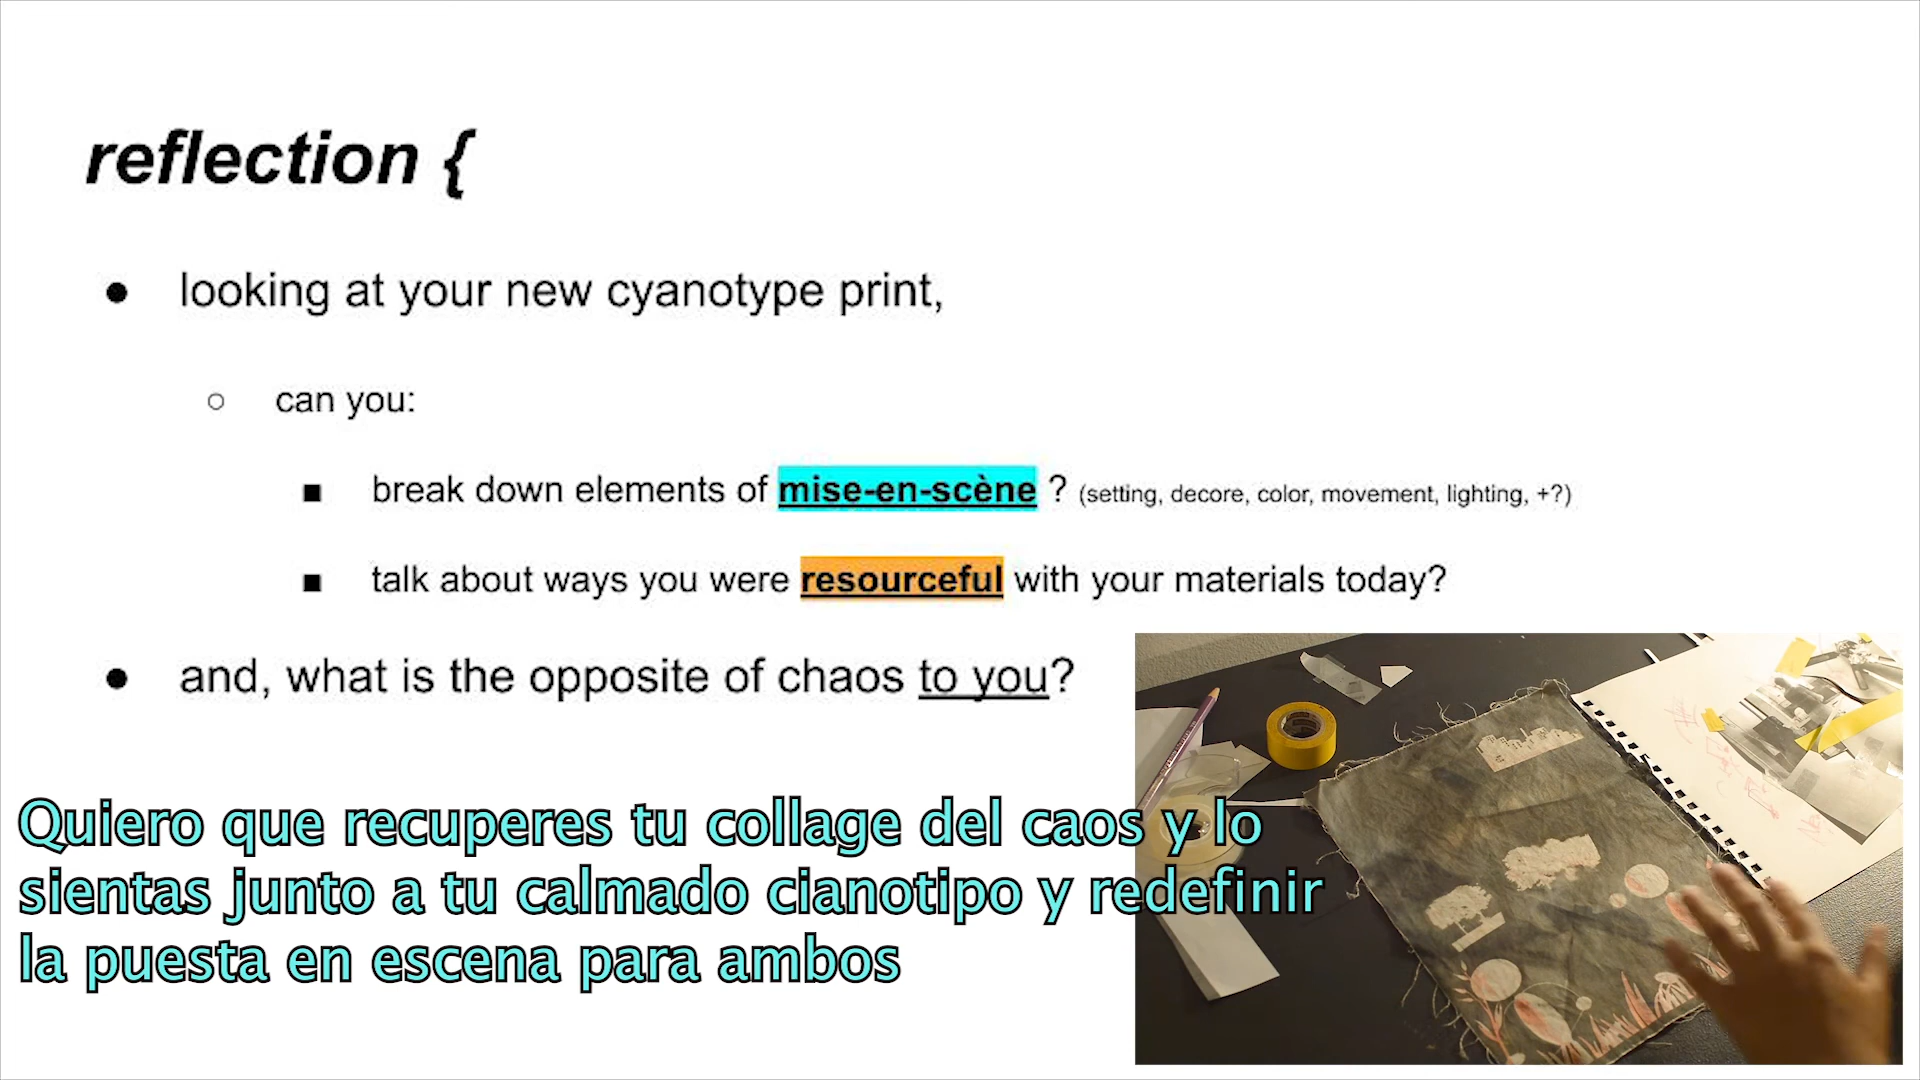 reflection {
● looking at your new cyanotype print,
○ can you:
■ break down elements of mise-en-scène ? (setting, decore, color, movement, lighting, +?)
■ talk about ways you were resourceful with your materials today?
● and, what is the opposite of chaos to you?
Quiero que recuperes tu collage del caos y lo
sientas junto a tu calmado cianotipo y redefinir
la puesta en escena para ambos